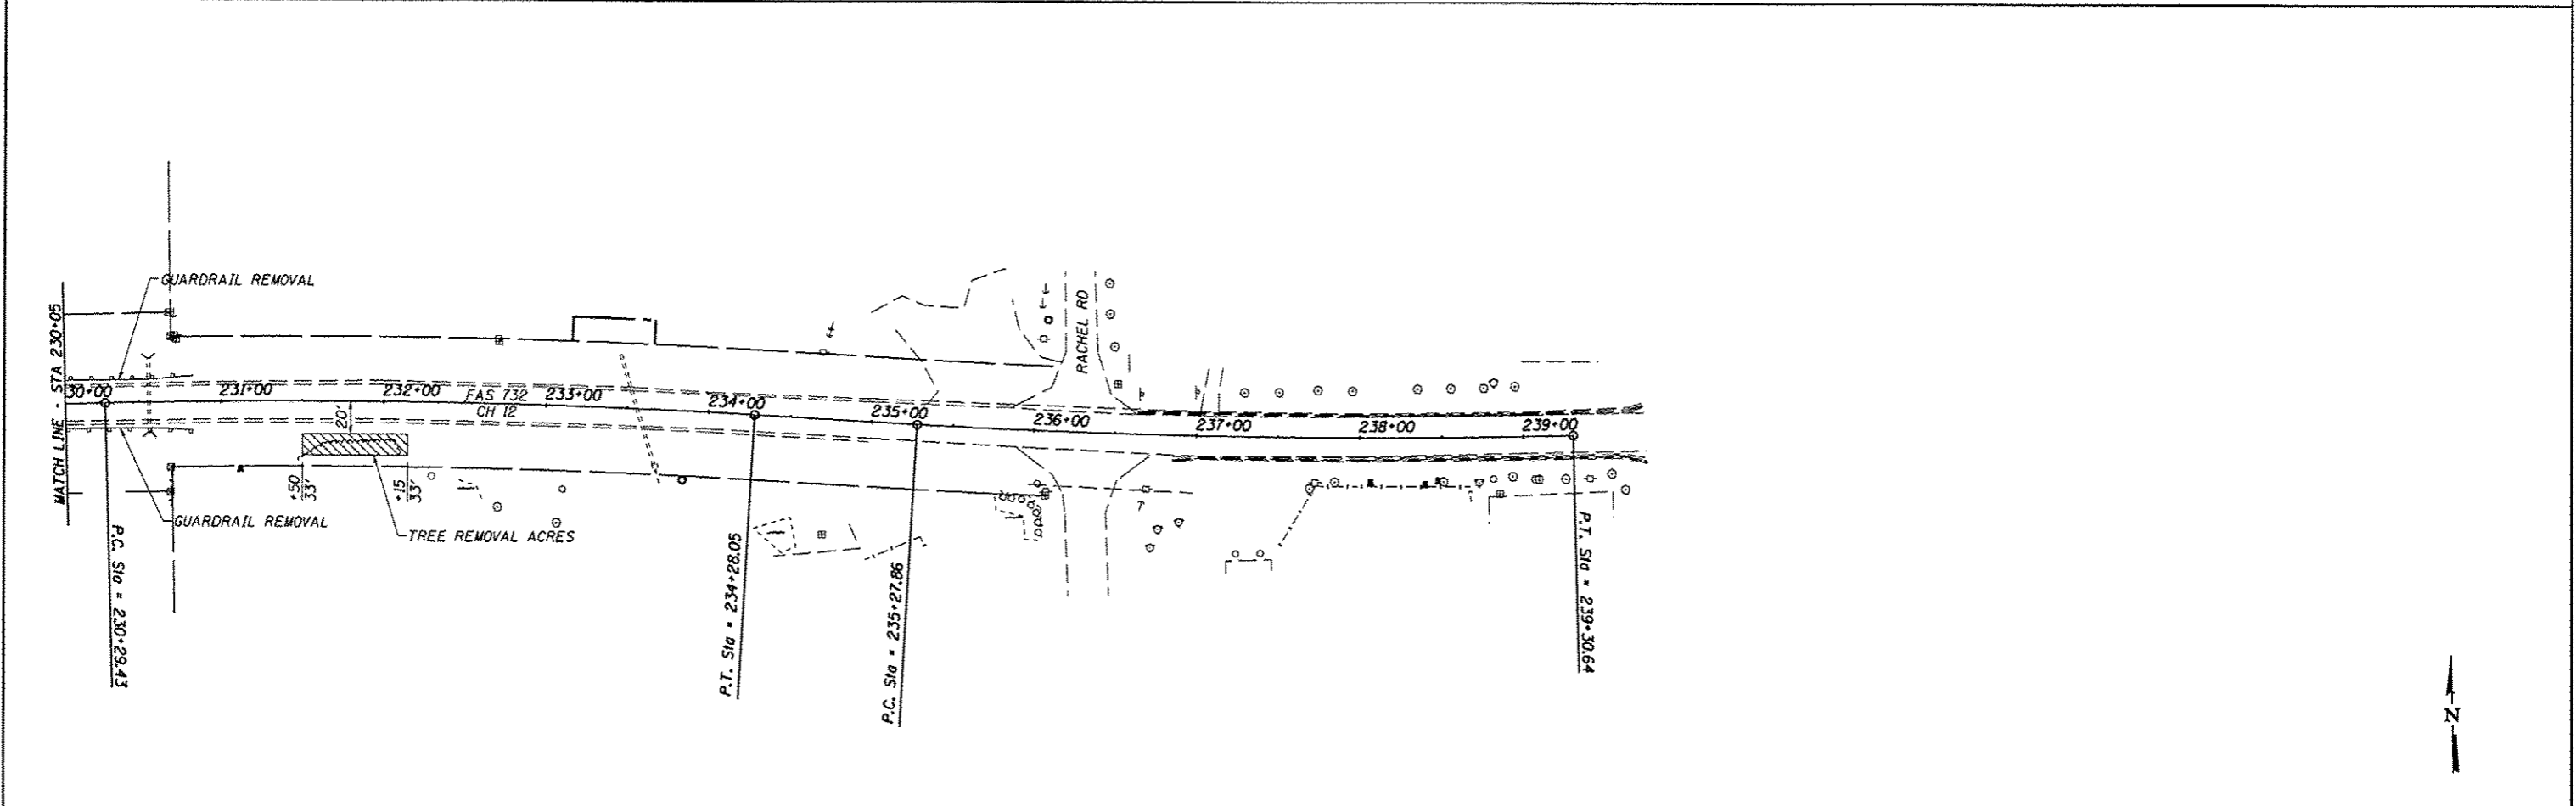 GUARDRAIL REMOVAL
MATCH LINE - STA 230+05
30+00
231+00
232+00
FAS 732
CH 12
233+00
234+00
235+00
236+00
237+00
238+00
239+00
RACHEL RD
20'
+50
33'
+15
33'
GUARDRAIL REMOVAL
TREE REMOVAL ACRES
P.C. Sta = 230+29.43
P.T. Sta = 234+28.05
P.C. Sta = 235+27.86
P.T. Sta = 239+30.64
N